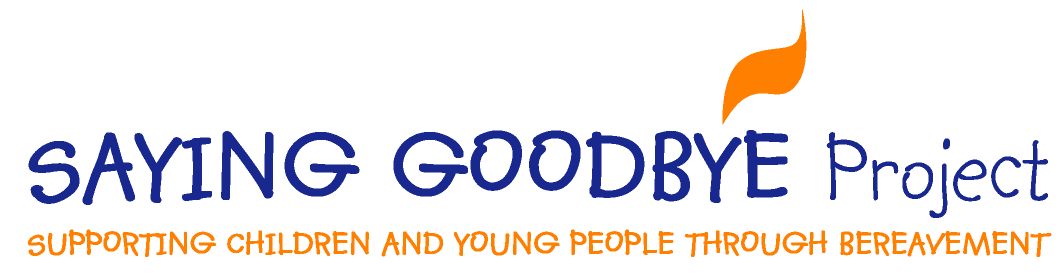 SAYING GOODBYE Project
SUPPORTING CHILDREN AND YOUNG PEOPLE THROUGH BEREAVEMENT